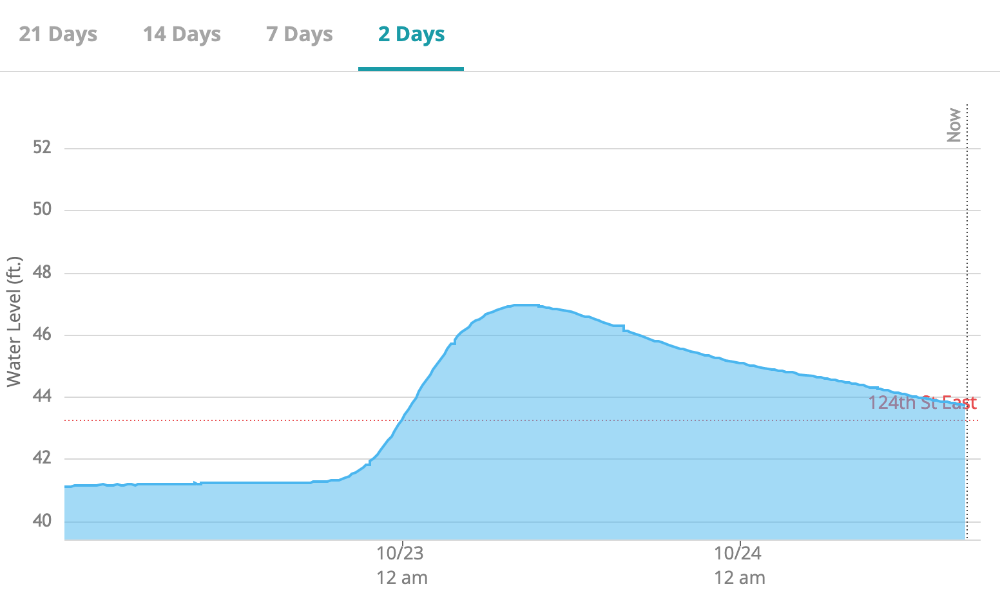 21 Days 14 Days 7 Days 2 Days
Now
52
50
48
46
44
42
40
Water Level (ft.)
124th St East
10/23 10/24
12 am 12 am